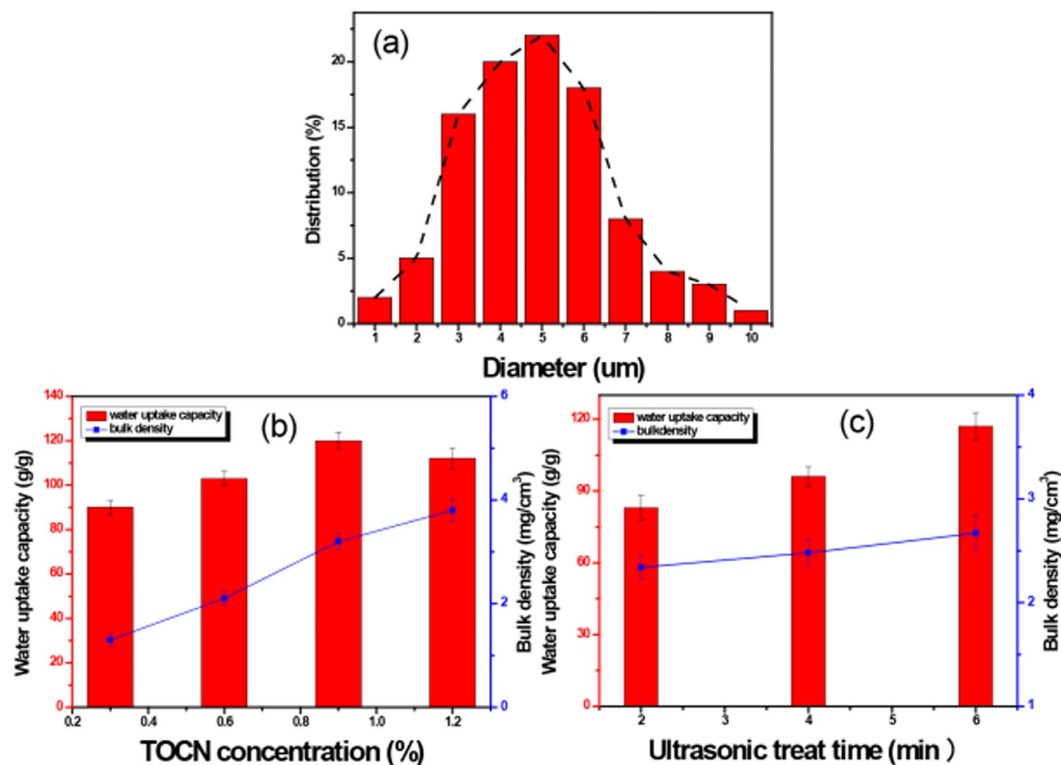 (a)
Distribution (%)
20
15
10
5
0
1 2 3 4 5 6 7 8 9 10
Diameter (um)
(b)
water uptake capacity
bulk density
Water uptake capacity (g/g)
140
120
100
80
60
40
20
0
0.2 0.4 0.6 0.8 1.0 1.2
TOCN concentration (%)
6
4
2
0
Bulk density (mg/cm³)
(c)
water uptake capacity
bulkdensity
Water uptake capacity (g/g)
120
90
60
30
0
2 3 4 5 6
Ultrasonic treat time (min )
4
3
2
1
Bulk density (mg/cm³)